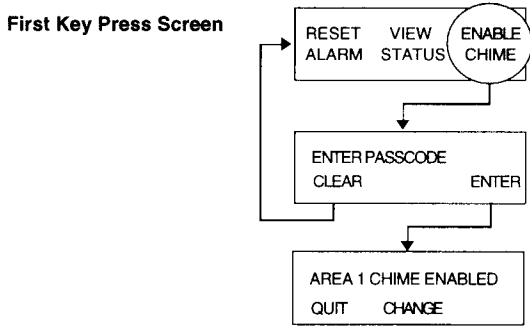 First Key Press Screen
RESET VIEW ENABLE
ALARM STATUS CHIME
ENTER PASSCODE
CLEAR ENTER
AREA 1 CHIME ENABLED
QUIT CHANGE